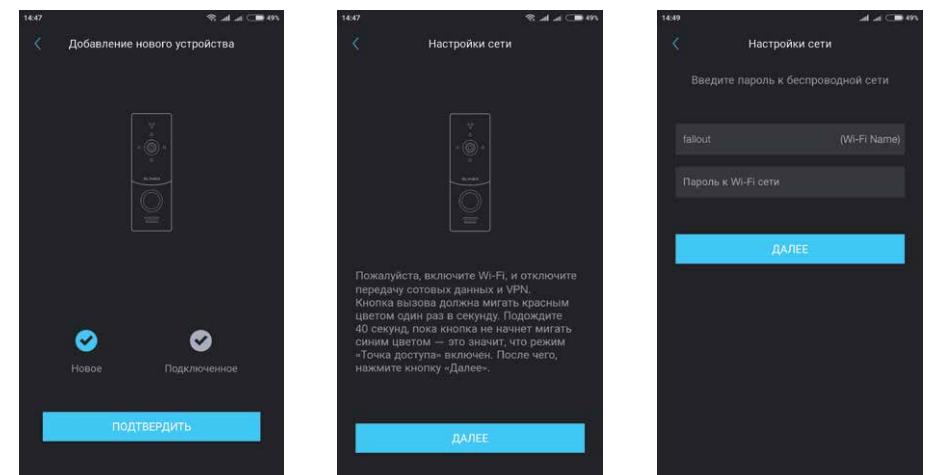 14:47
49%
Добавление нового устройства
Новое
Подключенное
ПОДТВЕРДИТЬ
14:47
49%
Настройки сети
Пожалуйста, включите Wi-Fi, и отключите
передачу сотовых данных и VPN.
Кнопка вызова должна мигать красным
цветом один раз в секунду. Подождите
40 секунд, пока кнопка не начнет мигать
синим цветом — это значит, что режим
«Точка доступа» включен. После чего,
нажмите кнопку «Далее».
ДАЛЕЕ
14:49
49%
Настройки сети
Введите пароль к беспроводной сети
fallout (Wi-Fi Name)
Пароль к Wi-Fi сети
ДАЛЕЕ